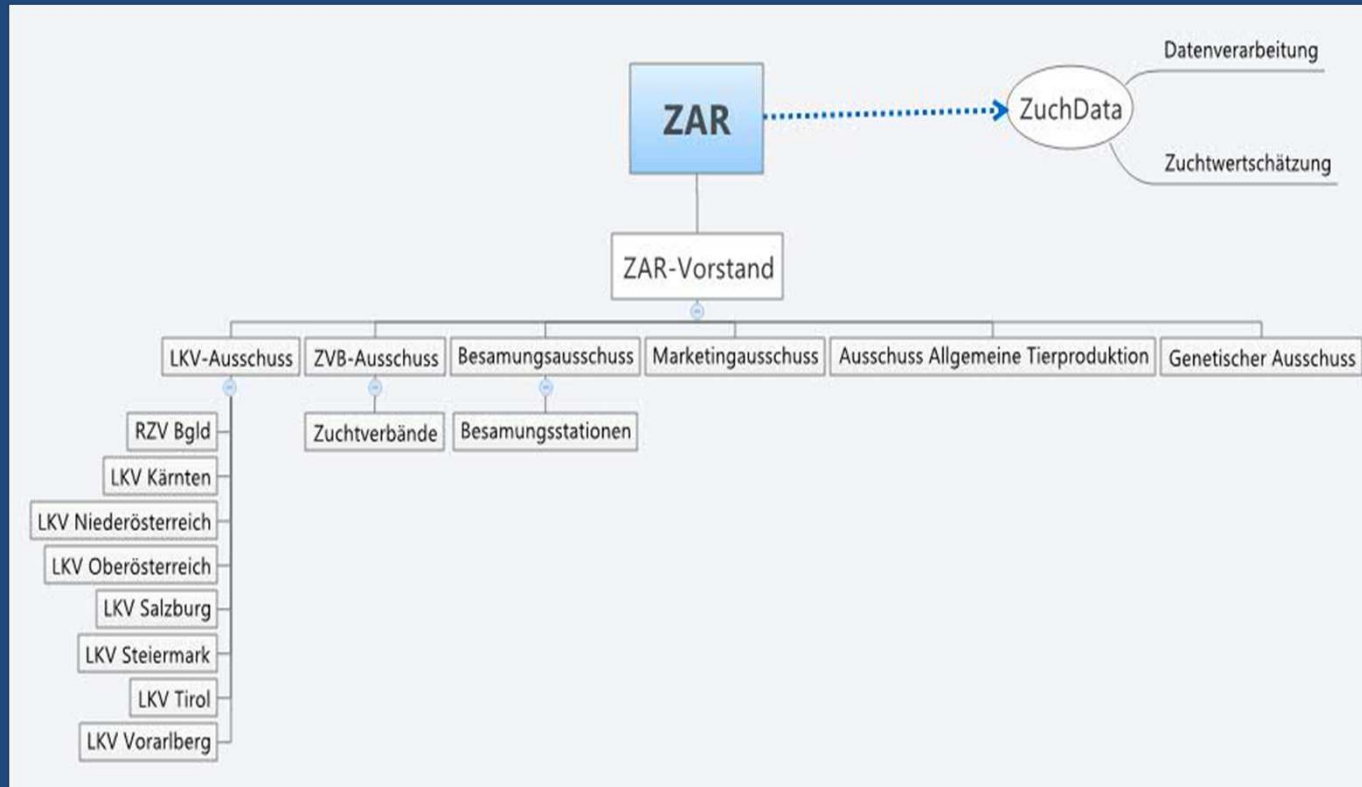 ZAR
ZuchData
Datenverarbeitung
Zuchtwertschätzung
ZAR-Vorstand
LKV-Ausschuss
ZVB-Ausschuss
Besamungsausschuss
Marketingausschuss
Ausschuss Allgemeine Tierproduktion
Genetischer Ausschuss
RZV Bgld
LKV Kärnten
LKV Niederösterreich
LKV Oberösterreich
LKV Salzburg
LKV Steiermark
LKV Tirol
LKV Vorarlberg
Zuchtverbände
Besamungsstationen